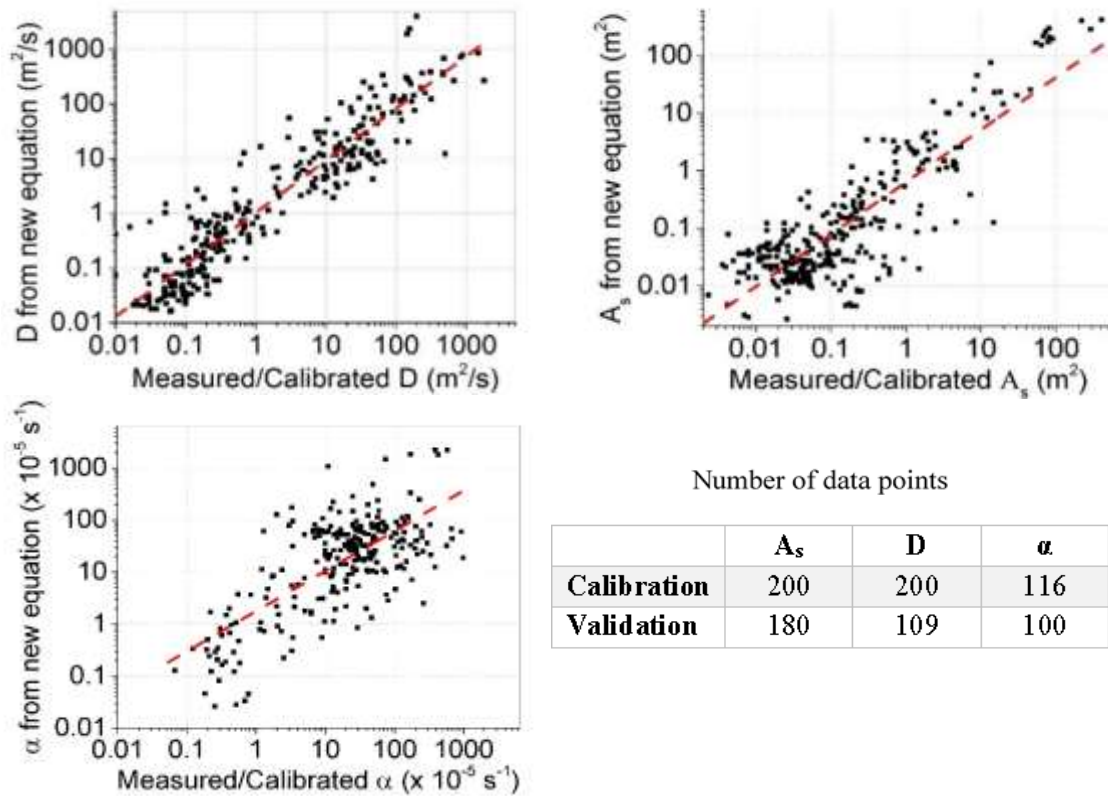 1000
100
10
1
0.1
0.01
D from new equation (m²/s)
0.01 0.1 1 10 100 1000
Measured/Calibrated D (m²/s)
100
10
1
0.1
0.01
Aₛ from new equation (m²)
0.01 0.1 1 10 100
Measured/Calibrated Aₛ (m²)
1000
100
10
1
0.1
0.01
α from new equation (x 10⁻⁵ s⁻¹)
0.01 0.1 1 10 100 1000
Measured/Calibrated α (x 10⁻⁵ s⁻¹)
Number of data points
Aₛ D α
Calibration 200 200 116
Validation 180 109 100